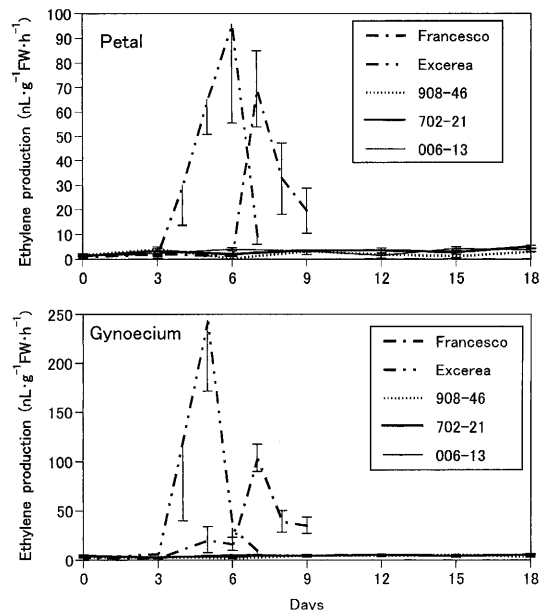 Petal
Ethylene production (nL·g⁻¹FW·h⁻¹)
100
90
80
70
60
50
40
30
20
10
0
0 3 6 9 12 15 18
Francesco
Excerea
908-46
702-21
006-13
Gynoecium
Ethylene production (nL·g⁻¹FW·h⁻¹)
250
200
150
100
50
0
0 3 6 9 12 15 18
Francesco
Excerea
908-46
702-21
006-13
Days